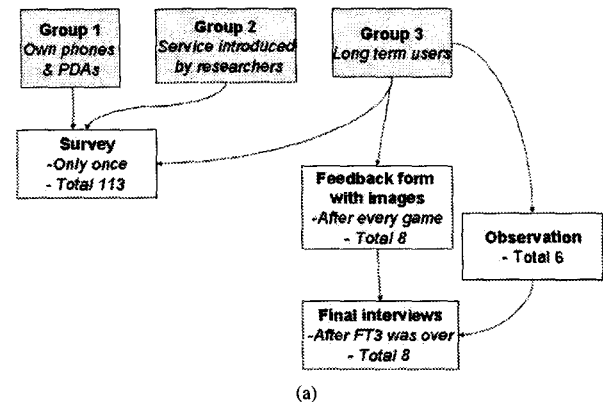 Group 1
Own phones
& PDAs
Group 2
Service introduced
by researchers
Group 3
Long term users
Survey
-Only once
- Total 113
Feedback form
with images
-After every game
- Total 8
Observation
- Total 6
Final interviews
-After FT3 was over
- Total 8
(a)